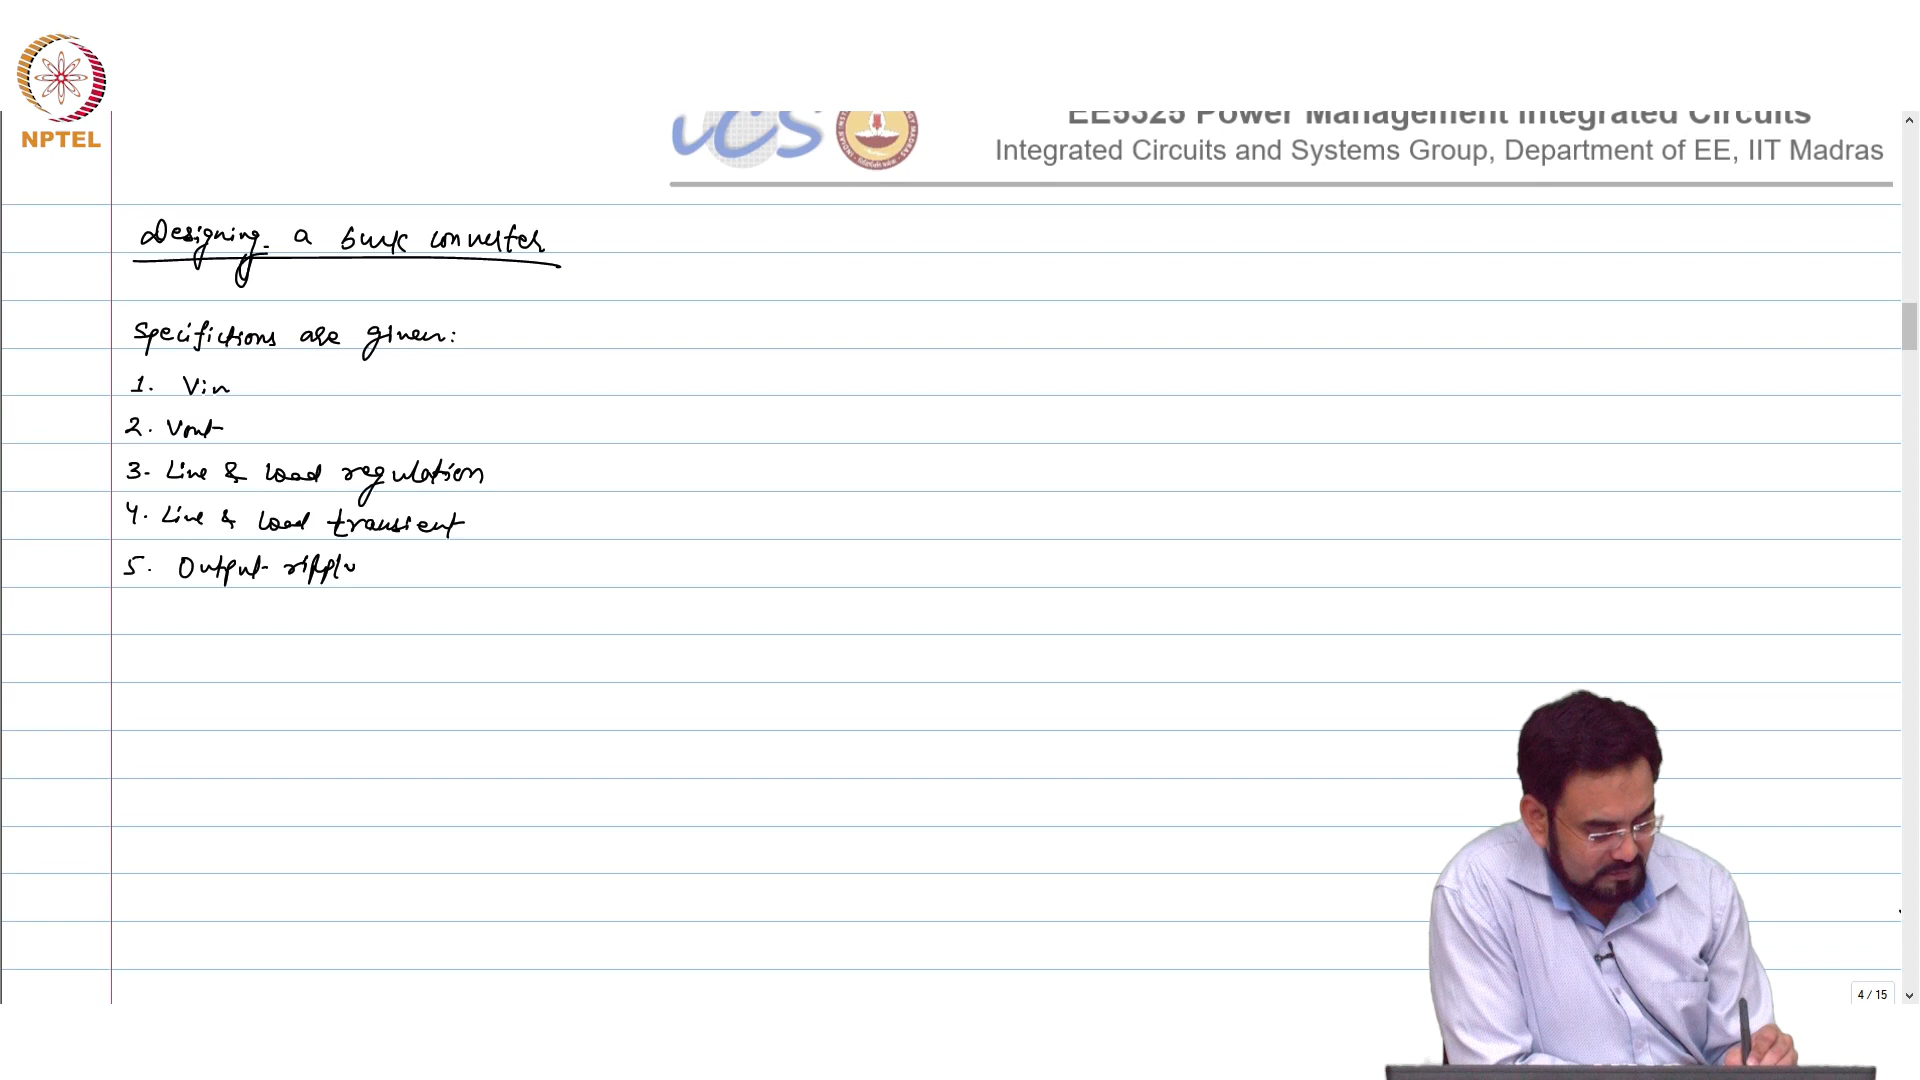 NPTEL
EE5325 Power Management Integrated Circuits
Integrated Circuits and Systems Group, Department of EE, IIT Madras
Designing a buck converter
Specifictions are given:
1. Vin
2. Vout
3. Line & load regulation
4. Line & load transient
5. Output ripple
4 / 15